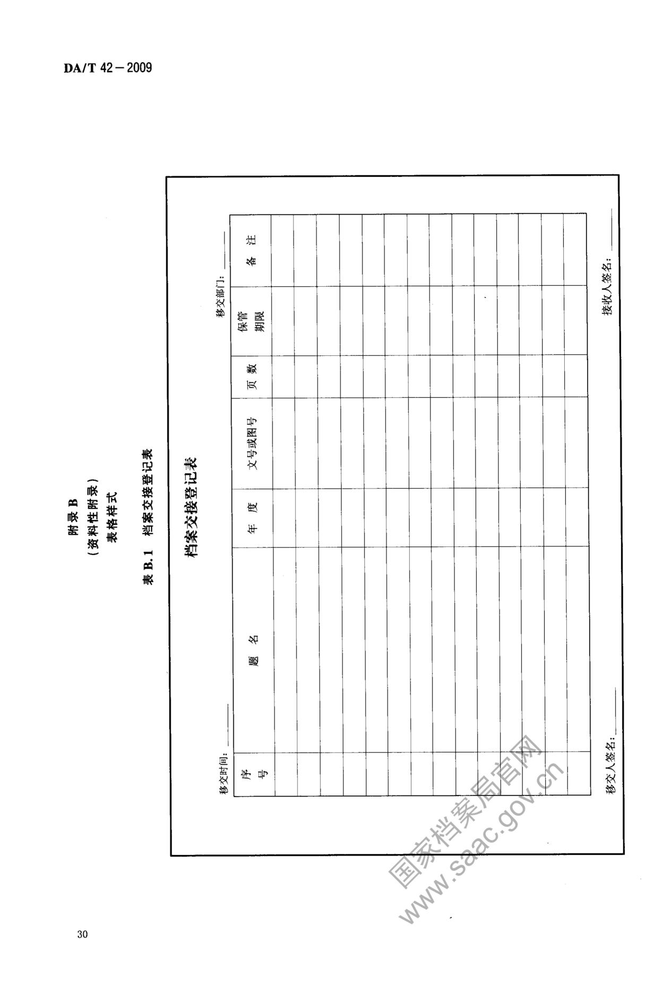 DA/T 42－2009
附录 B
（资料性附录）
表格样式
表 B.1　档案交接登记表
档案交接登记表
移交时间：　移交部门：
序号　题　名　年　度　文号或图号　页 数　保管期限　备　注
移交人签名：　接收人签名：
国家档案局官网
www.saac.gov.cn
30